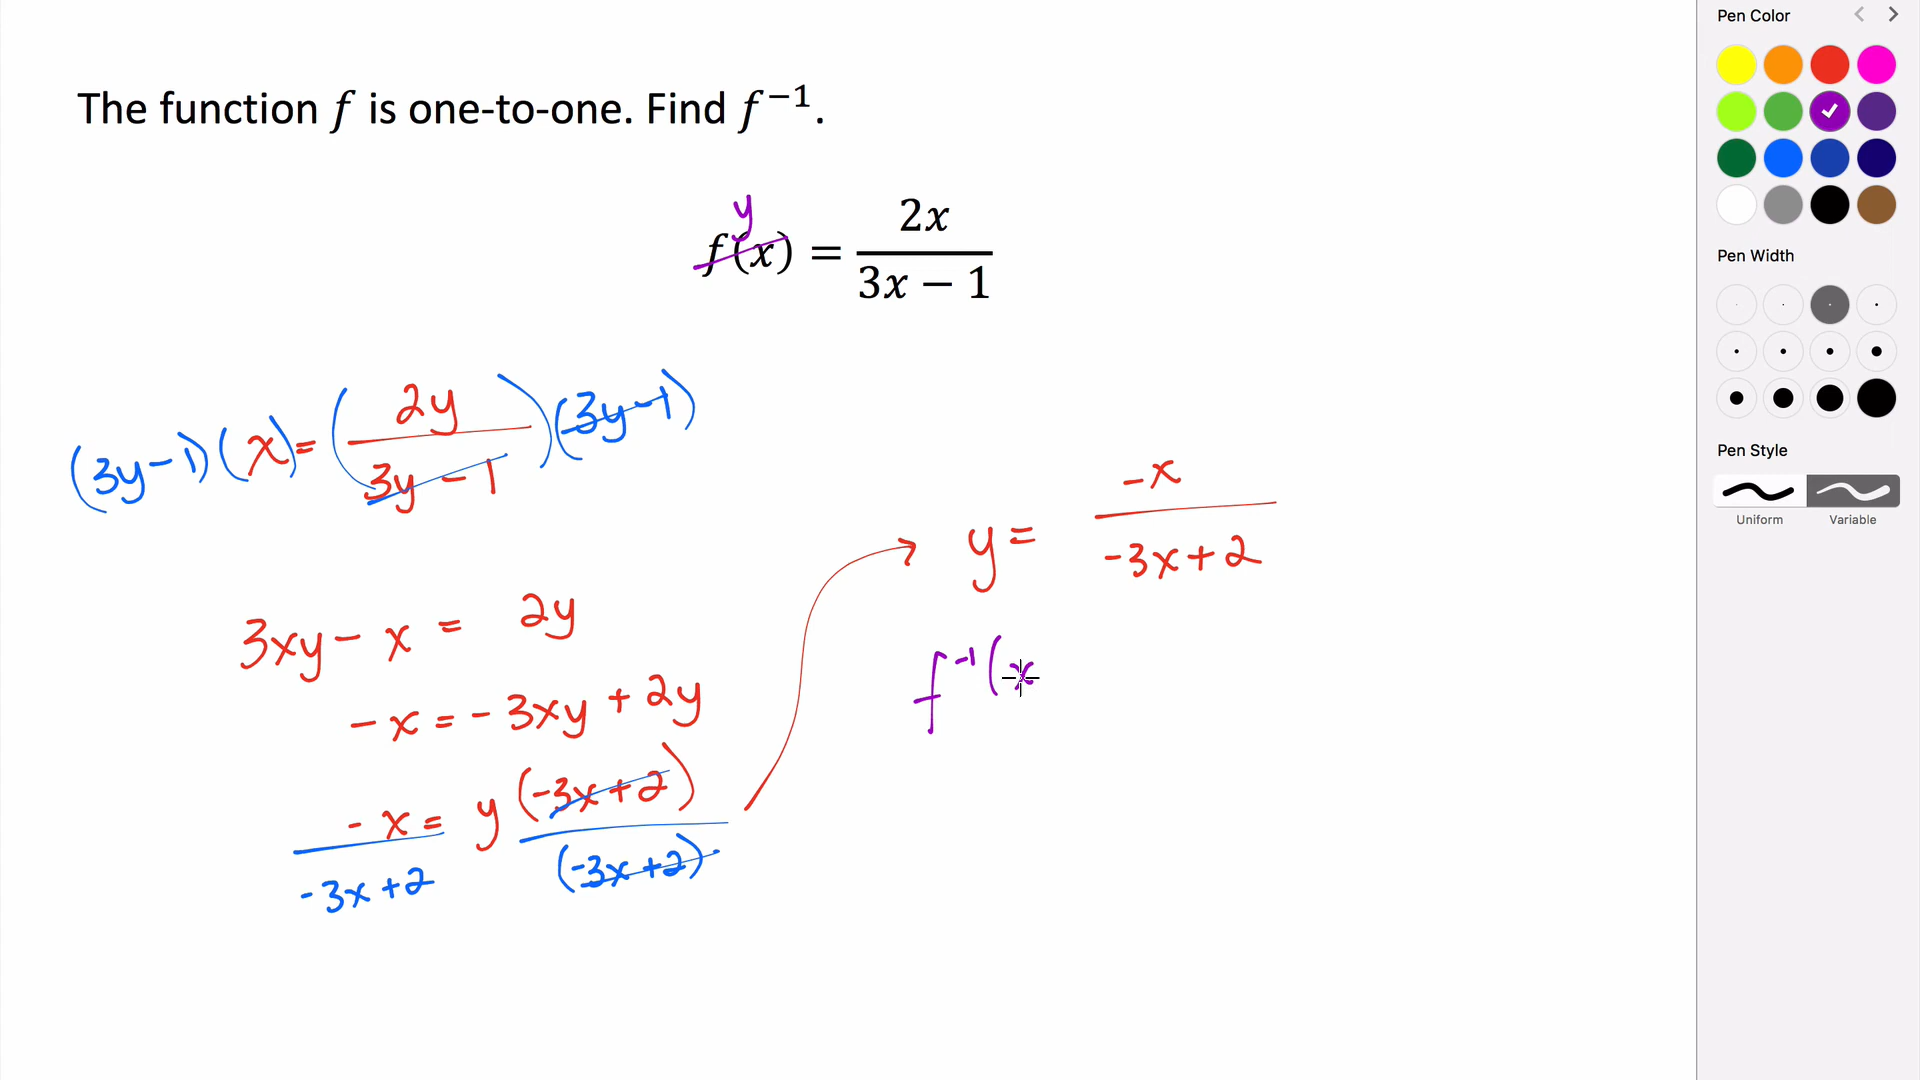 The function f is one-to-one. Find f⁻¹.
y
f(x) = 2x / 3x − 1
(3y-1)(x) = (2y / 3y-1)(3y-1)
3xy - x = 2y
-x = -3xy + 2y
-x / -3x+2 = y(-3x+2) / (-3x+2)
y = -x / -3x+2
f⁻¹(x
Pen Color
Pen Width
Pen Style
Uniform Variable